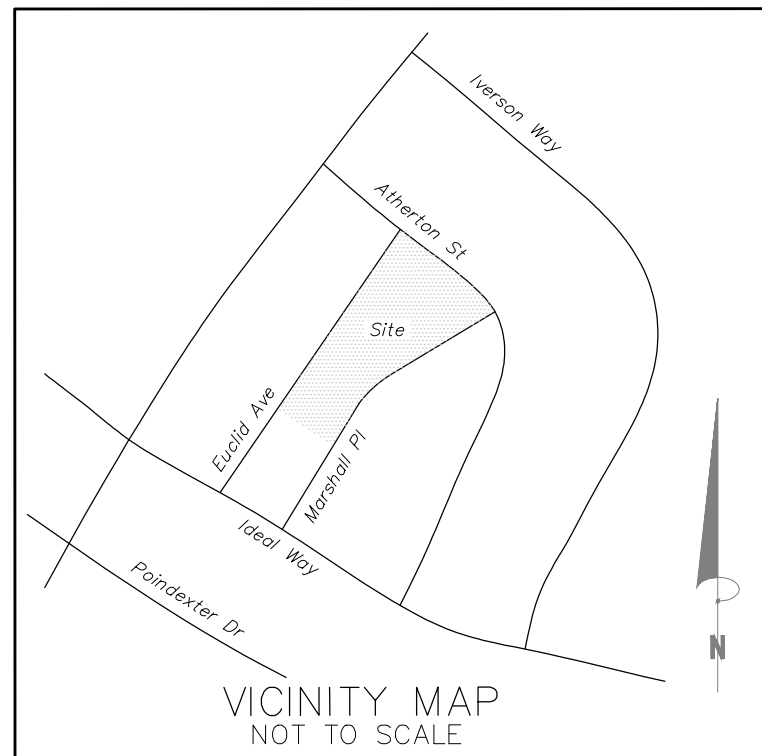 Iverson Way
Atherton St
Site
Euclid Ave
Marshall Pl
Ideal Way
Poindexter Dr
N
VICINITY MAP
NOT TO SCALE